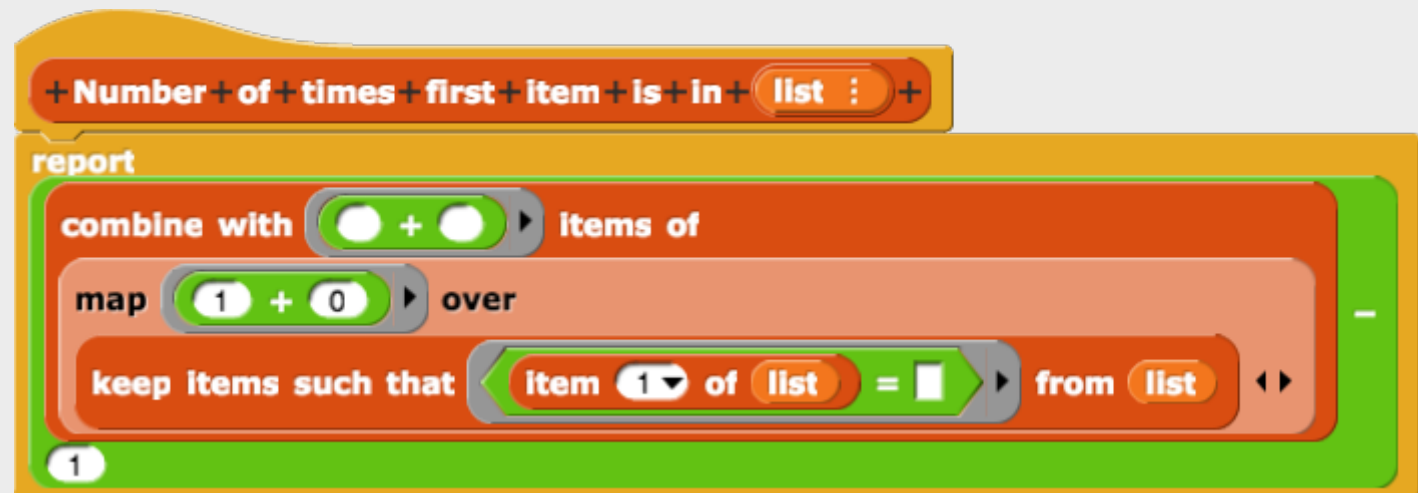 +Number+of+times+first+item+is+in+ list ⋮ +
report
combine with + items of
map 1 + 0 over
−
keep items such that item 1 of list = from list
1